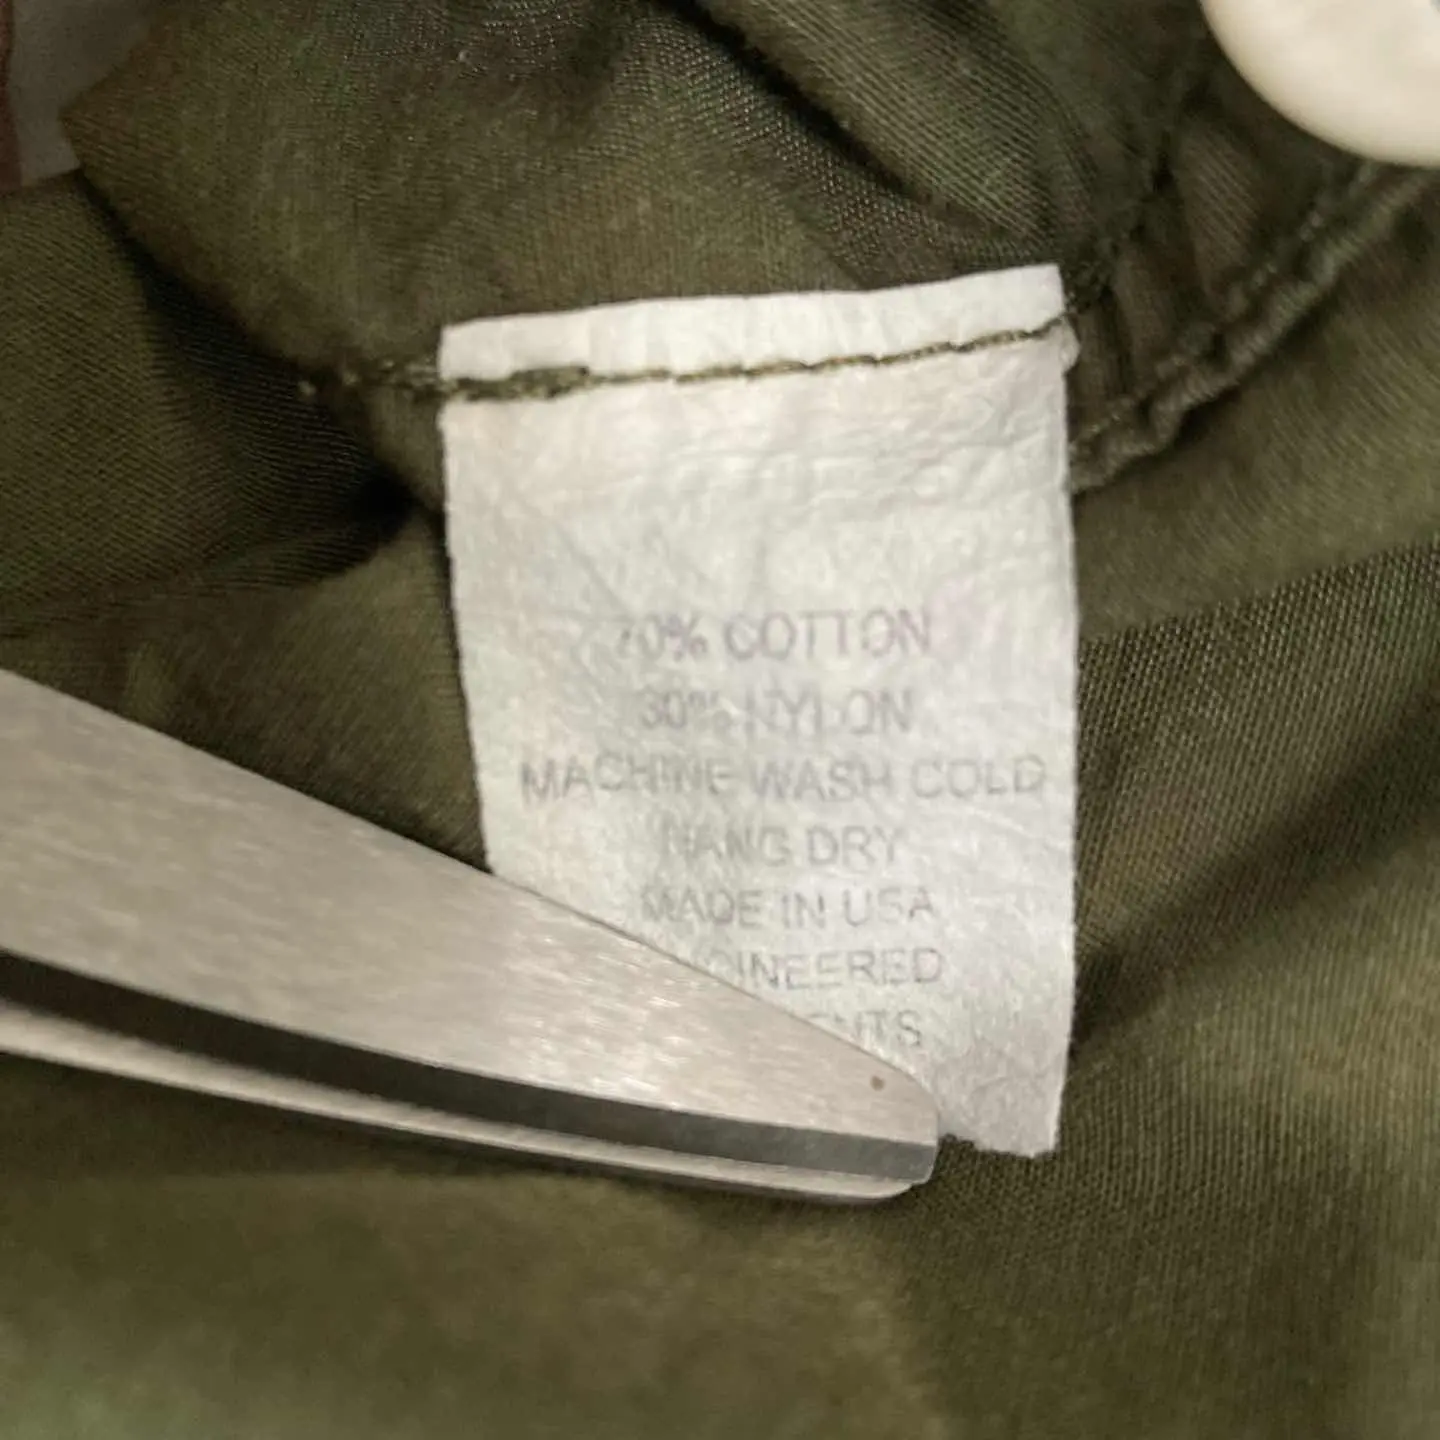 70% COTTON
30% NYLON
MACHINE WASH COLD
HANG DRY
MADE IN USA